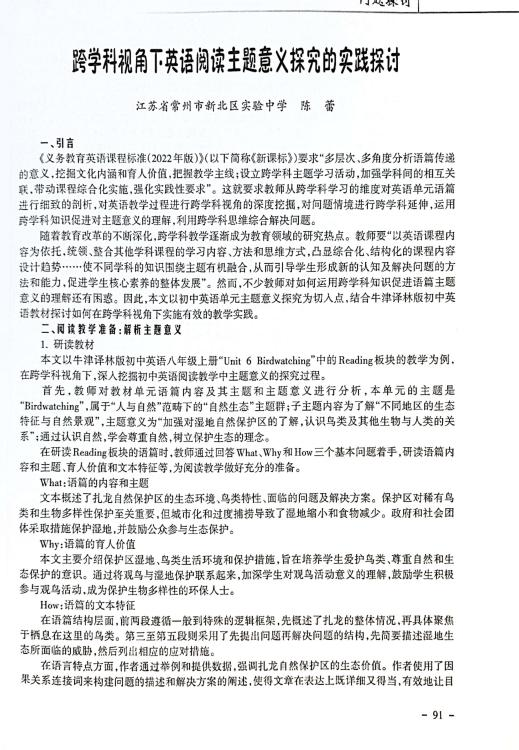 问题探讨
跨学科视角下英语阅读主题意义探究的实践探讨
江苏省常州市新北区实验中学 陈 蕾
一、引言
《义务教育英语课程标准(2022年版)》(以下简称《新课标》)要求“多层次、多角度分析语篇传递
的意义,挖掘文化内涵和育人价值,把握教学主线;设立跨学科主题学习活动,加强学科间的相互关
联,带动课程综合化实施,强化实践性要求”。这就要求教师从跨学科学习的维度对英语单元语篇
进行细致的剖析,对英语教学过程进行跨学科视角的深度挖掘,对问题情境进行跨学科延伸,运用
跨学科知识促进对主题意义的理解,利用跨学科思维综合解决问题。
随着教育改革的不断深化,跨学科教学逐渐成为教育领域的研究热点。教师要“以英语课程内
容为依托,统领、整合其他学科课程的学习内容、方法和思维方式,凸显综合化、结构化的课程内容
设计趋势……使不同学科的知识围绕主题有机融合,从而引导学生形成新的认知及解决问题的方
法和能力,促进学生核心素养的整体发展”。然而,不少教师对如何运用跨学科知识促进语篇主题
意义的理解还有困惑。因此,本文以初中英语单元主题意义探究为切入点,结合牛津译林版初中英
语教材探讨如何在跨学科视角下实施有效的教学实践。
二、阅读教学准备:解析主题意义
1. 研读教材
本文以牛津译林版初中英语八年级上册“Unit 6 Birdwatching”中的Reading板块的教学为例,
在跨学科视角下,深入挖掘初中英语阅读教学中主题意义的探究过程。
首先,教师对教材单元语篇内容及其主题和主题意义进行分析,本单元的主题是
“Birdwatching”,属于“人与自然”范畴下的“自然生态”主题群;子主题内容为了解“不同地区的生态
特征与自然景观”,主题意义为“加强对湿地自然保护区的了解,认识鸟类及其他生物与人类的关
系”;通过认识自然,学会尊重自然,树立保护生态的理念。
在研读Reading板块的语篇时,教师通过回答What、Why和How三个基本问题着手,研读语篇内
容和主题、育人价值和文本特征等,为阅读教学做好充分的准备。
What:语篇的内容和主题
文本概述了扎龙自然保护区的生态环境、鸟类特性、面临的问题及解决方案。保护区对稀有鸟
类和生物多样性保护至关重要,但城市化和过度捕捞导致了湿地缩小和食物减少。政府和社会团
体采取措施保护湿地,并鼓励公众参与生态保护。
Why:语篇的育人价值
本文主要介绍保护区湿地、鸟类生活环境和保护措施,旨在培养学生爱护鸟类、尊重自然和生
态保护的意识。通过将观鸟与湿地保护联系起来,加深学生对观鸟活动意义的理解,鼓励学生积极
参与观鸟活动,成为保护生物多样性的环保人士。
How:语篇的文本特征
在语篇结构层面,前两段遵循一般到特殊的逻辑框架,先概述了扎龙的整体情况,再具体聚焦
于栖息在这里的鸟类。第三至第五段则采用了先提出问题再解决问题的结构,先简要描述湿地生
态所面临的威胁,然后列出相应的应对措施。
在语言特点方面,作者通过举例和提供数据,强调扎龙自然保护区的生态价值。作者使用了因
果关系连接词来构建问题的描述和解决方案的阐述,使得文章在表达上既详细又得当,有效地让目
- 91 -